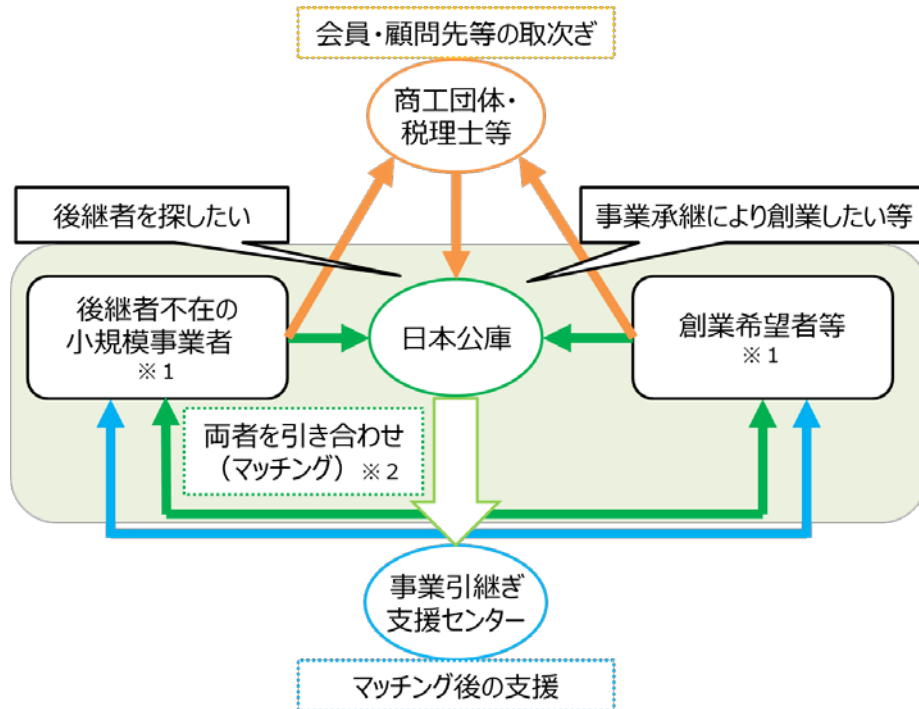 会員・顧問先等の取次ぎ
商工団体・
税理士等
後継者を探したい
事業承継により創業したい等
後継者不在の
小規模事業者
※1
日本公庫
創業希望者等
※1
両者を引き合わせ
（マッチング）※2
事業引継ぎ
支援センター
マッチング後の支援